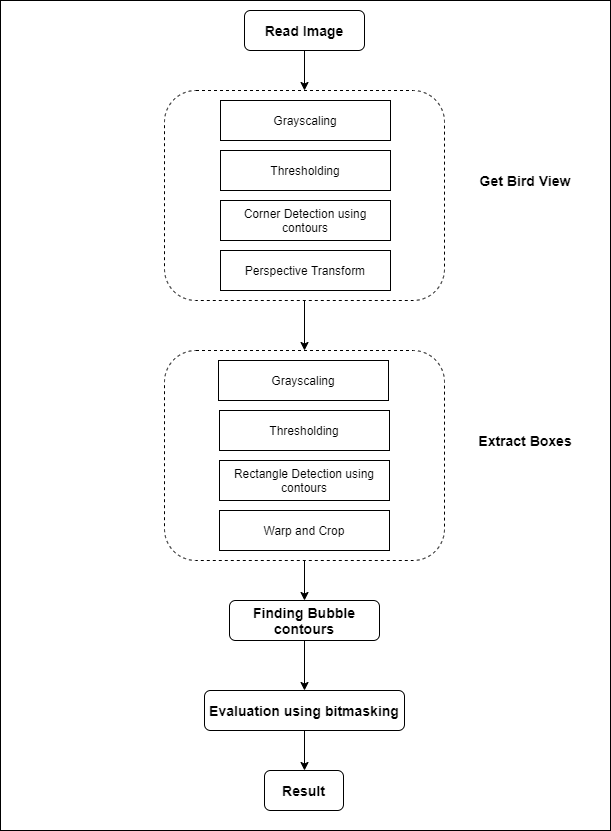 Read Image
Grayscaling
Thresholding
Get Bird View
Corner Detection using
contours
Perspective Transform
Grayscaling
Thresholding
Extract Boxes
Rectangle Detection using
contours
Warp and Crop
Finding Bubble
contours
Evaluation using bitmasking
Result